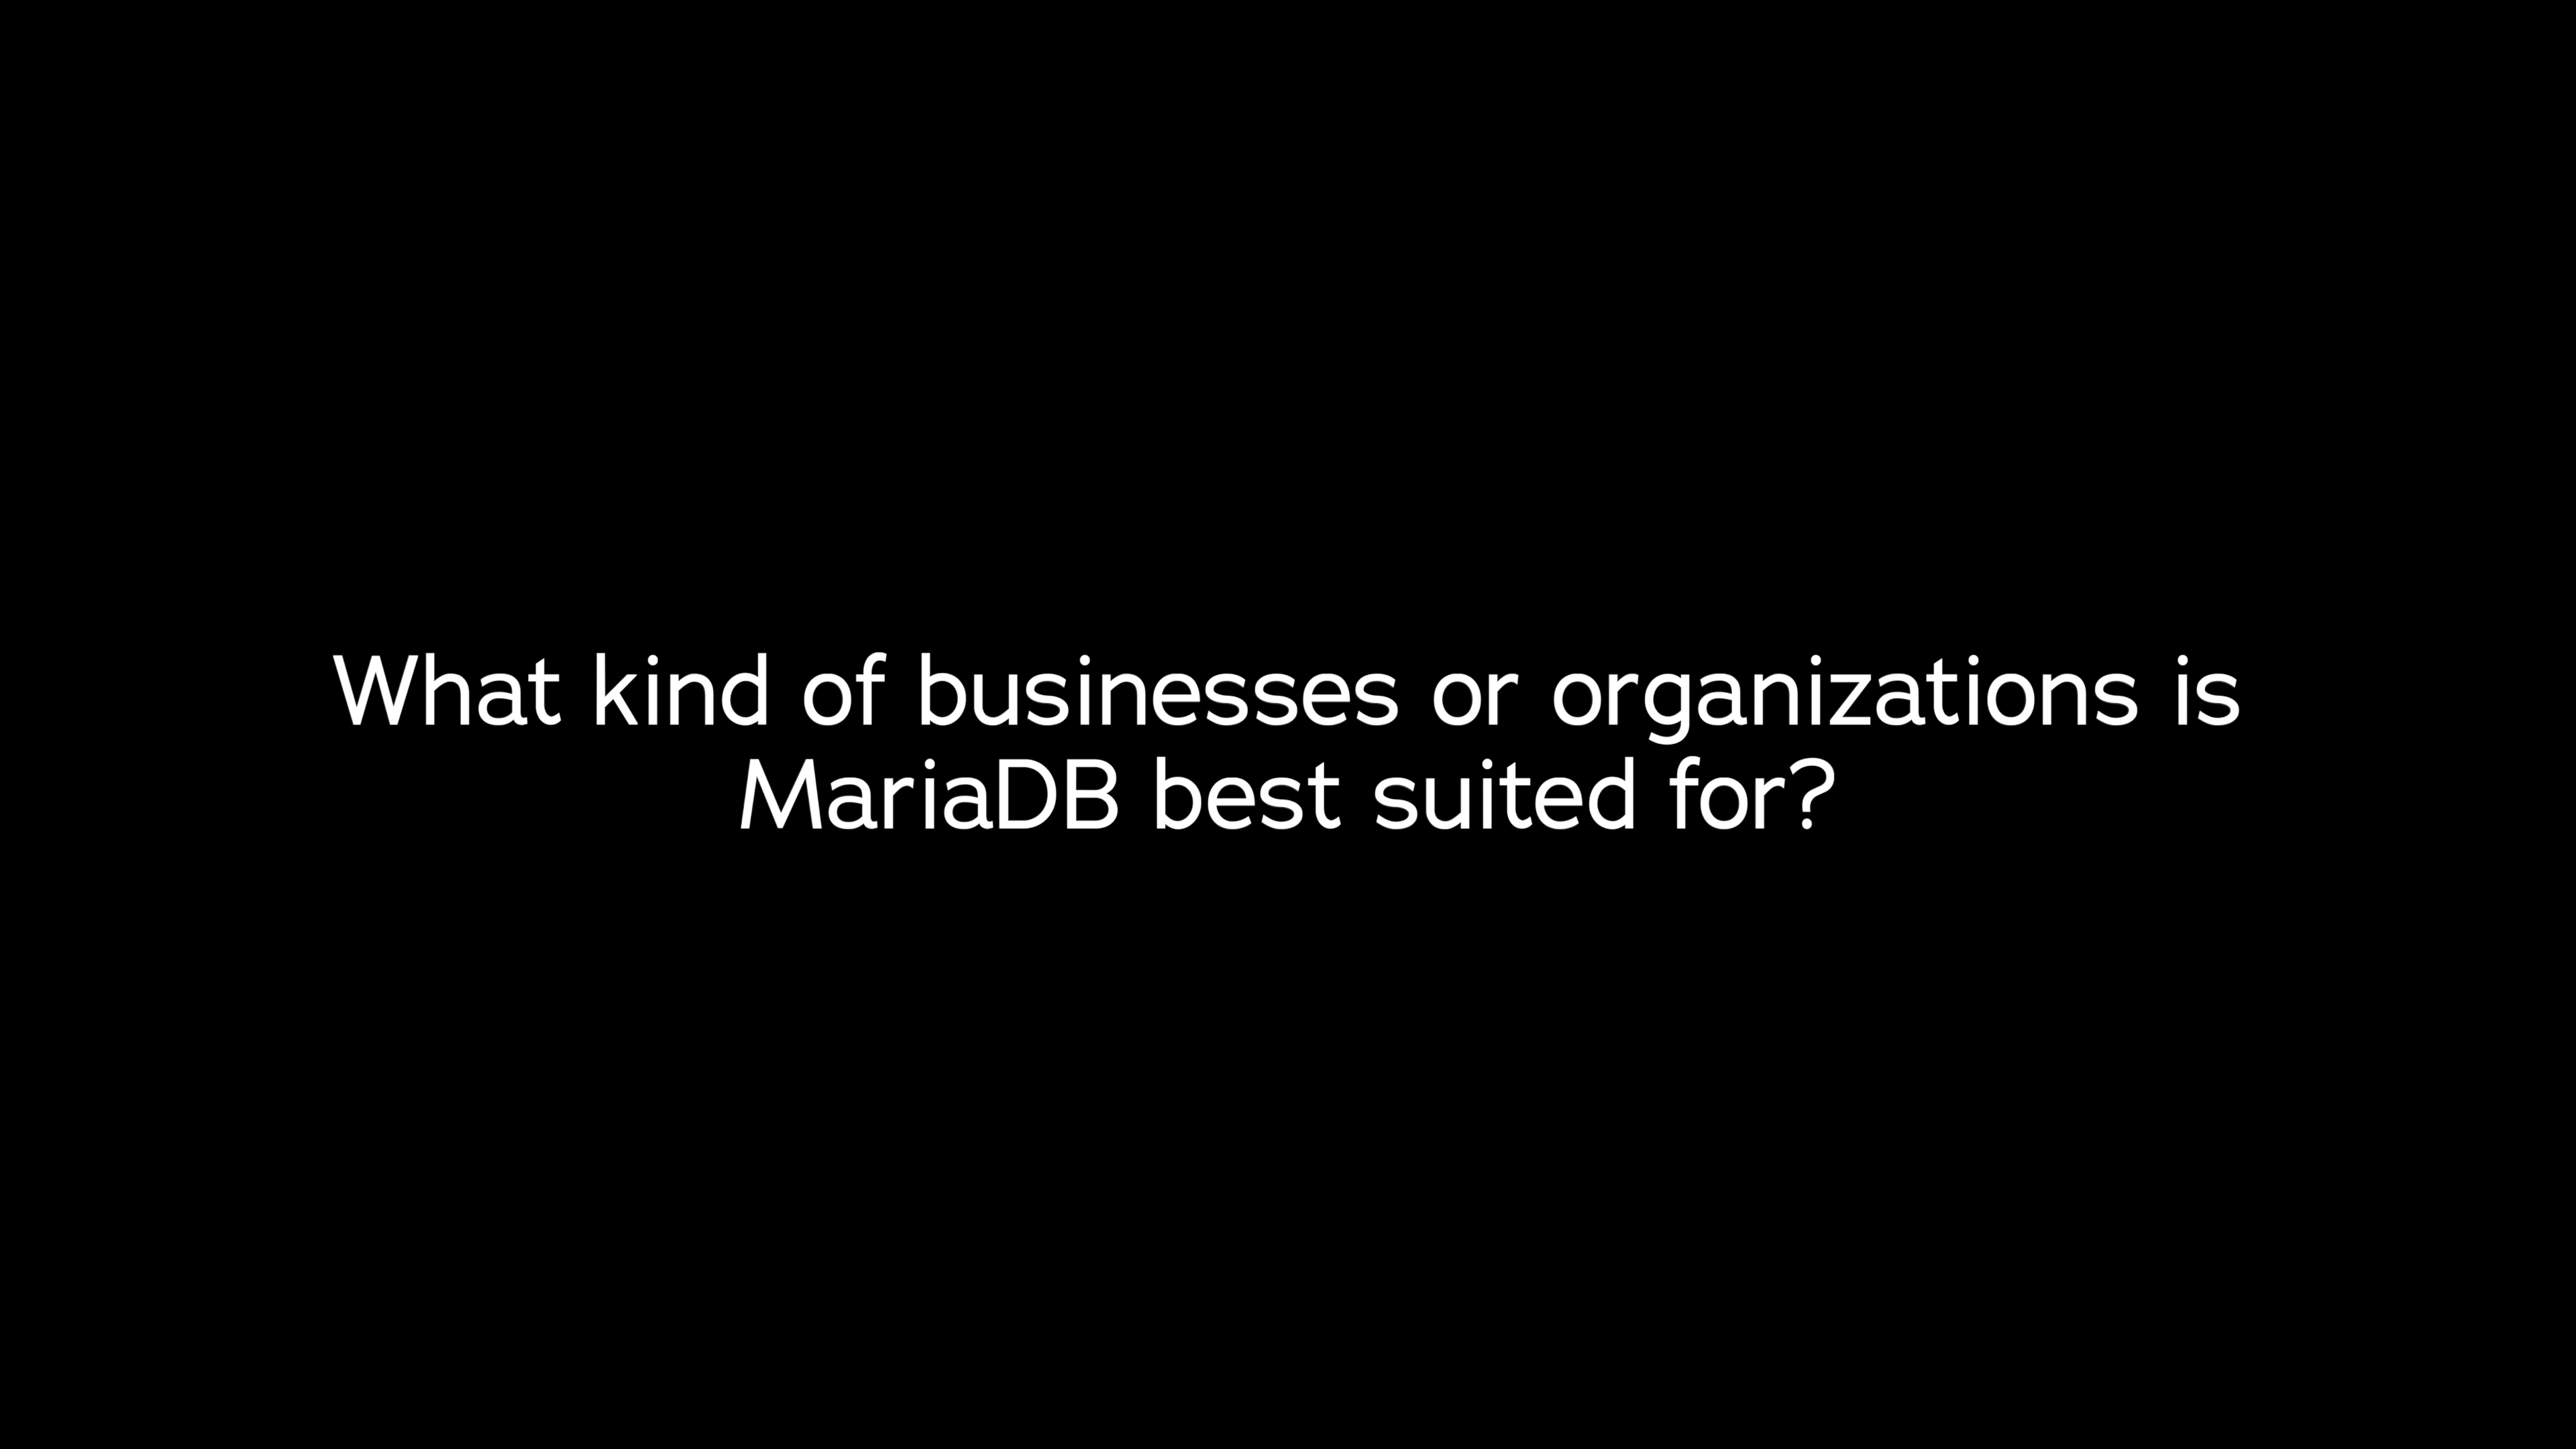 What kind of businesses or organizations is
MariaDB best suited for?